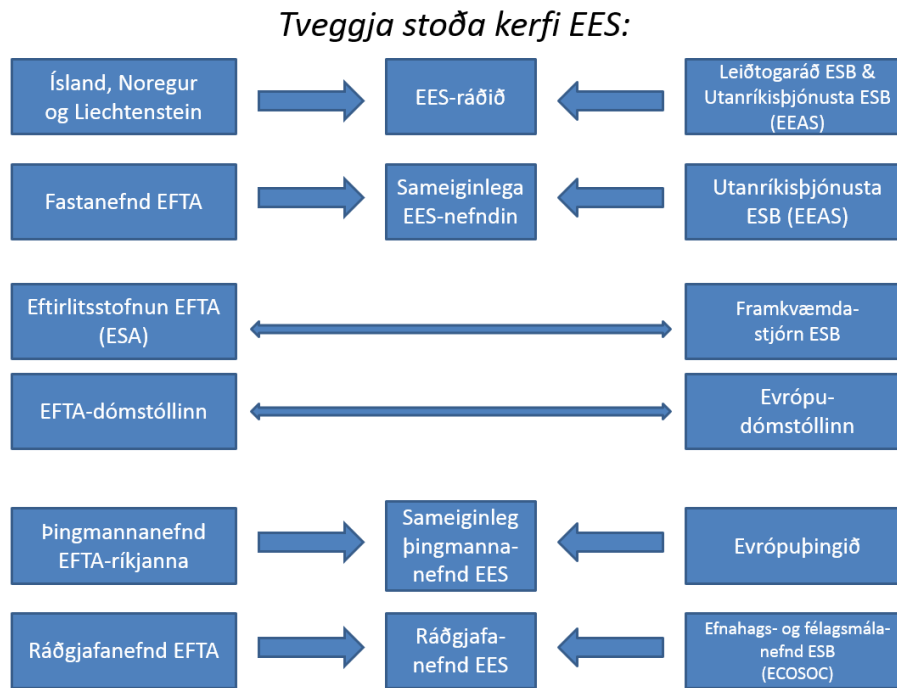 Tveggja stoða kerfi EES:
Ísland, Noregur
og Liechtenstein
EES-ráðið
Leiðtogaráð ESB &
Utanríkisþjónusta ESB
(EEAS)
Fastanefnd EFTA
Sameiginlega
EES-nefndin
Utanríkisþjónusta
ESB (EEAS)
Eftirlitsstofnun EFTA
(ESA)
Framkvæmda-
stjórn ESB
EFTA-dómstóllinn
Evrópu-
dómstóllinn
Þingmannanefnd
EFTA-ríkjanna
Sameiginleg
þingmanna-
nefnd EES
Evrópuþingið
Ráðgjafanefnd EFTA
Ráðgjafa-
nefnd EES
Efnahags- og félagsmála-
nefnd ESB
(ECOSOC)